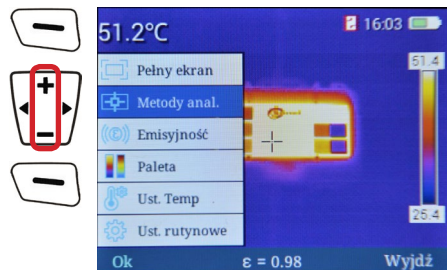 51.2°C
16:03
51.4
Pełny ekran
Metody anal.
Emisyjność
Paleta
Ust. Temp
Ust. rutynowe
25.4
Ok
ε = 0.98
Wyjdź